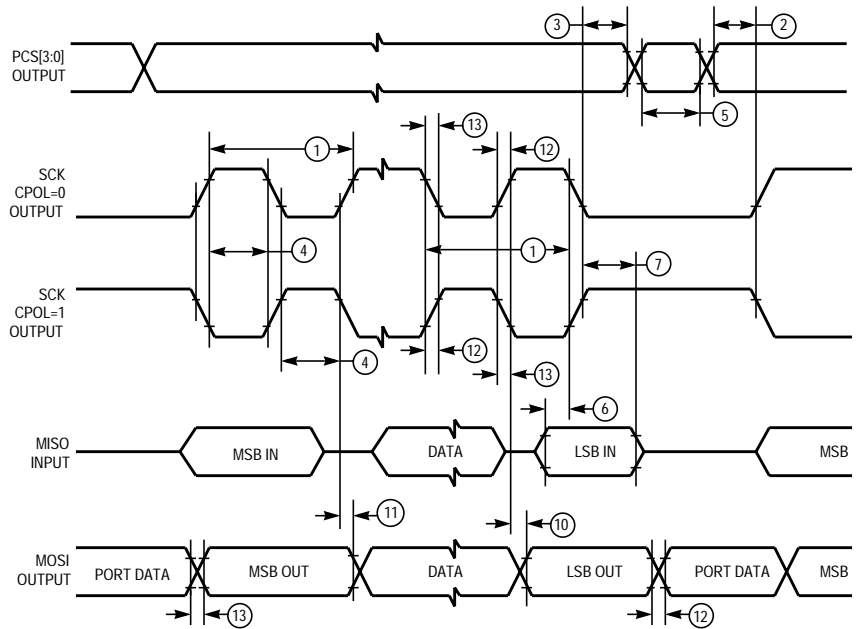 3
2
PCS[3:0]
OUTPUT
5
13
1
12
SCK
CPOL=0
OUTPUT
4
1
7
SCK
CPOL=1
OUTPUT
12
4
13
6
MISO
INPUT
MSB IN
DATA
LSB IN
MSB
11
10
MOSI
OUTPUT
PORT DATA
MSB OUT
DATA
LSB OUT
PORT DATA
MSB
13
12